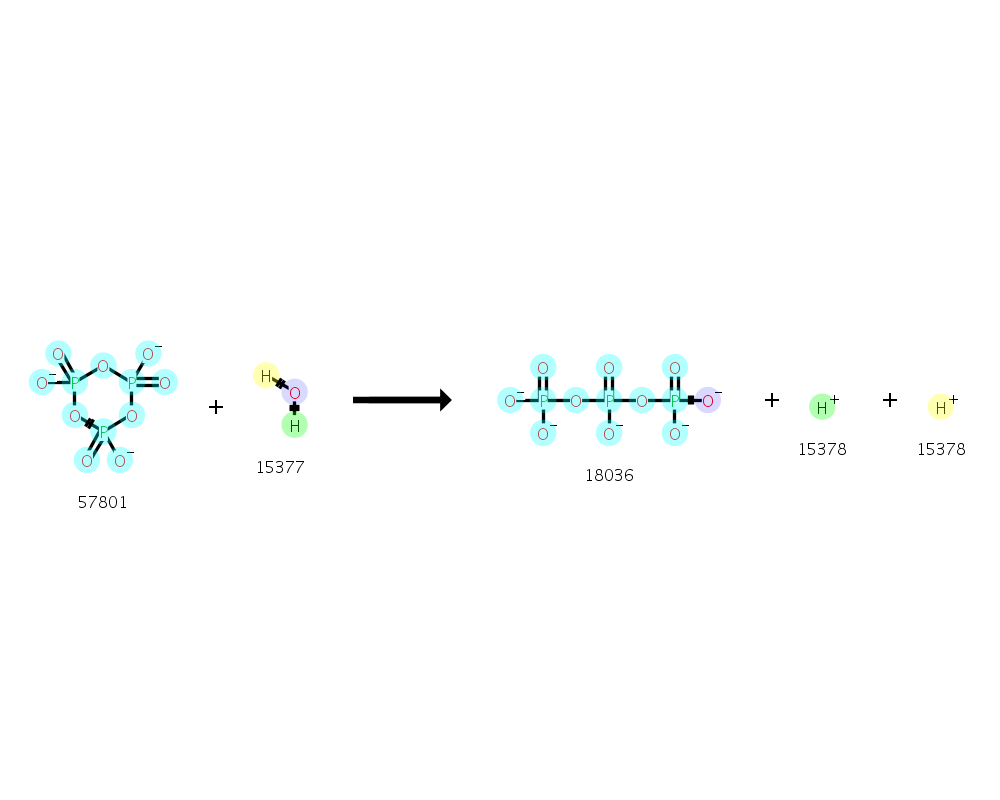 O O O⁻
O⁻ P P O
O O
P
O O⁻
57801
+
H
O
H
15377
O O O
O⁻ P O P O P O⁻
O⁻ O⁻ O⁻
18036
+
H⁺
15378
+
H⁺
15378